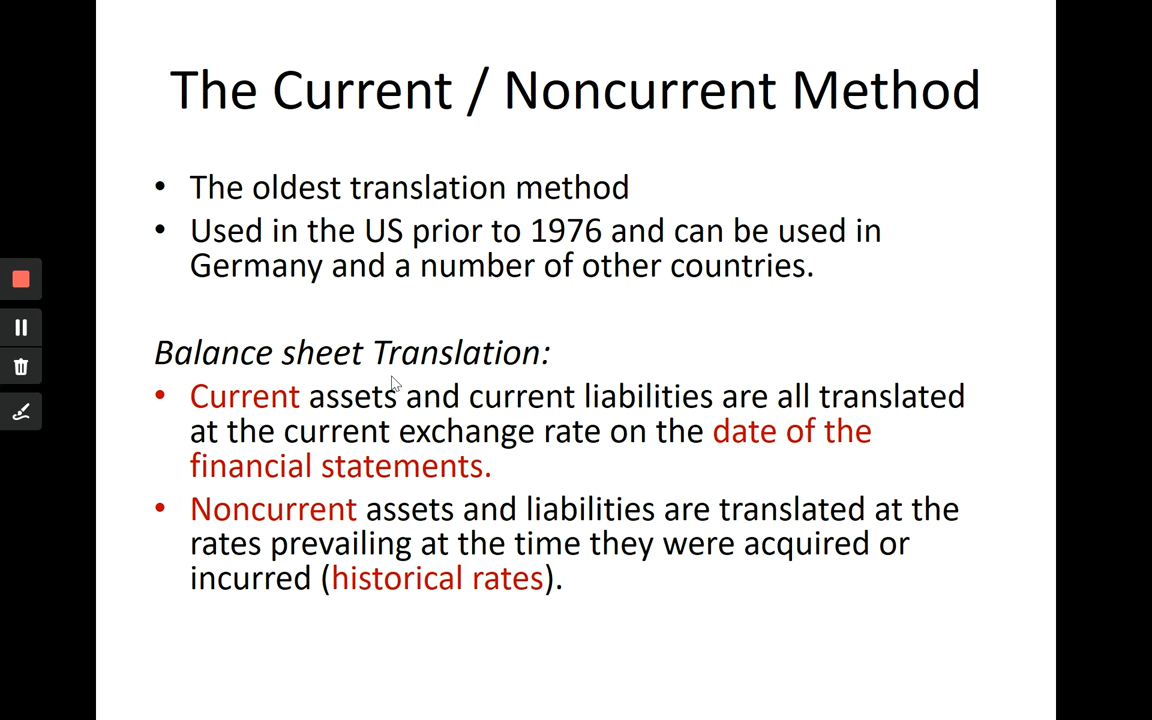 The Current / Noncurrent Method
• The oldest translation method
• Used in the US prior to 1976 and can be used in
Germany and a number of other countries.
Balance sheet Translation:
• Current assets and current liabilities are all translated
at the current exchange rate on the date of the
financial statements.
• Noncurrent assets and liabilities are translated at the
rates prevailing at the time they were acquired or
incurred (historical rates).